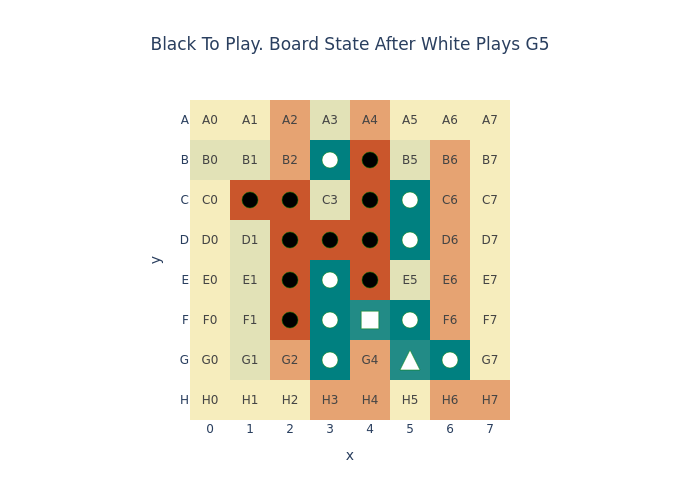 Black To Play. Board State After White Plays G5
A A0 A1 A2 A3 A4 A5 A6 A7
B B0 B1 B2 B5 B6 B7
C C0 C3 C6 C7
D D0 D1 D6 D7
y
E E0 E1 E5 E6 E7
F F0 F1 F6 F7
G G0 G1 G2 G4 G7
H H0 H1 H2 H3 H4 H5 H6 H7
0 1 2 3 4 5 6 7
x